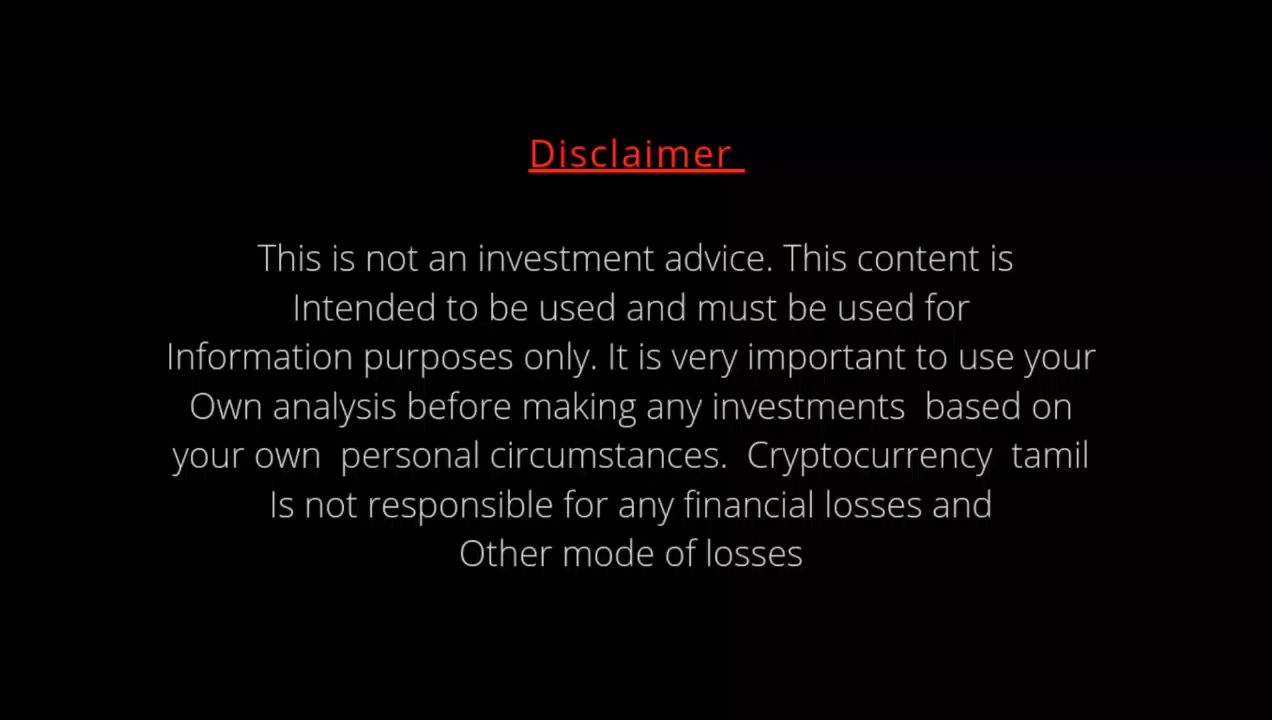 Disclaimer
This is not an investment advice. This content is
Intended to be used and must be used for
Information purposes only. It is very important to use your
Own analysis before making any investments  based on
your own  personal circumstances.  Cryptocurrency  tamil
Is not responsible for any financial losses and
Other mode of losses